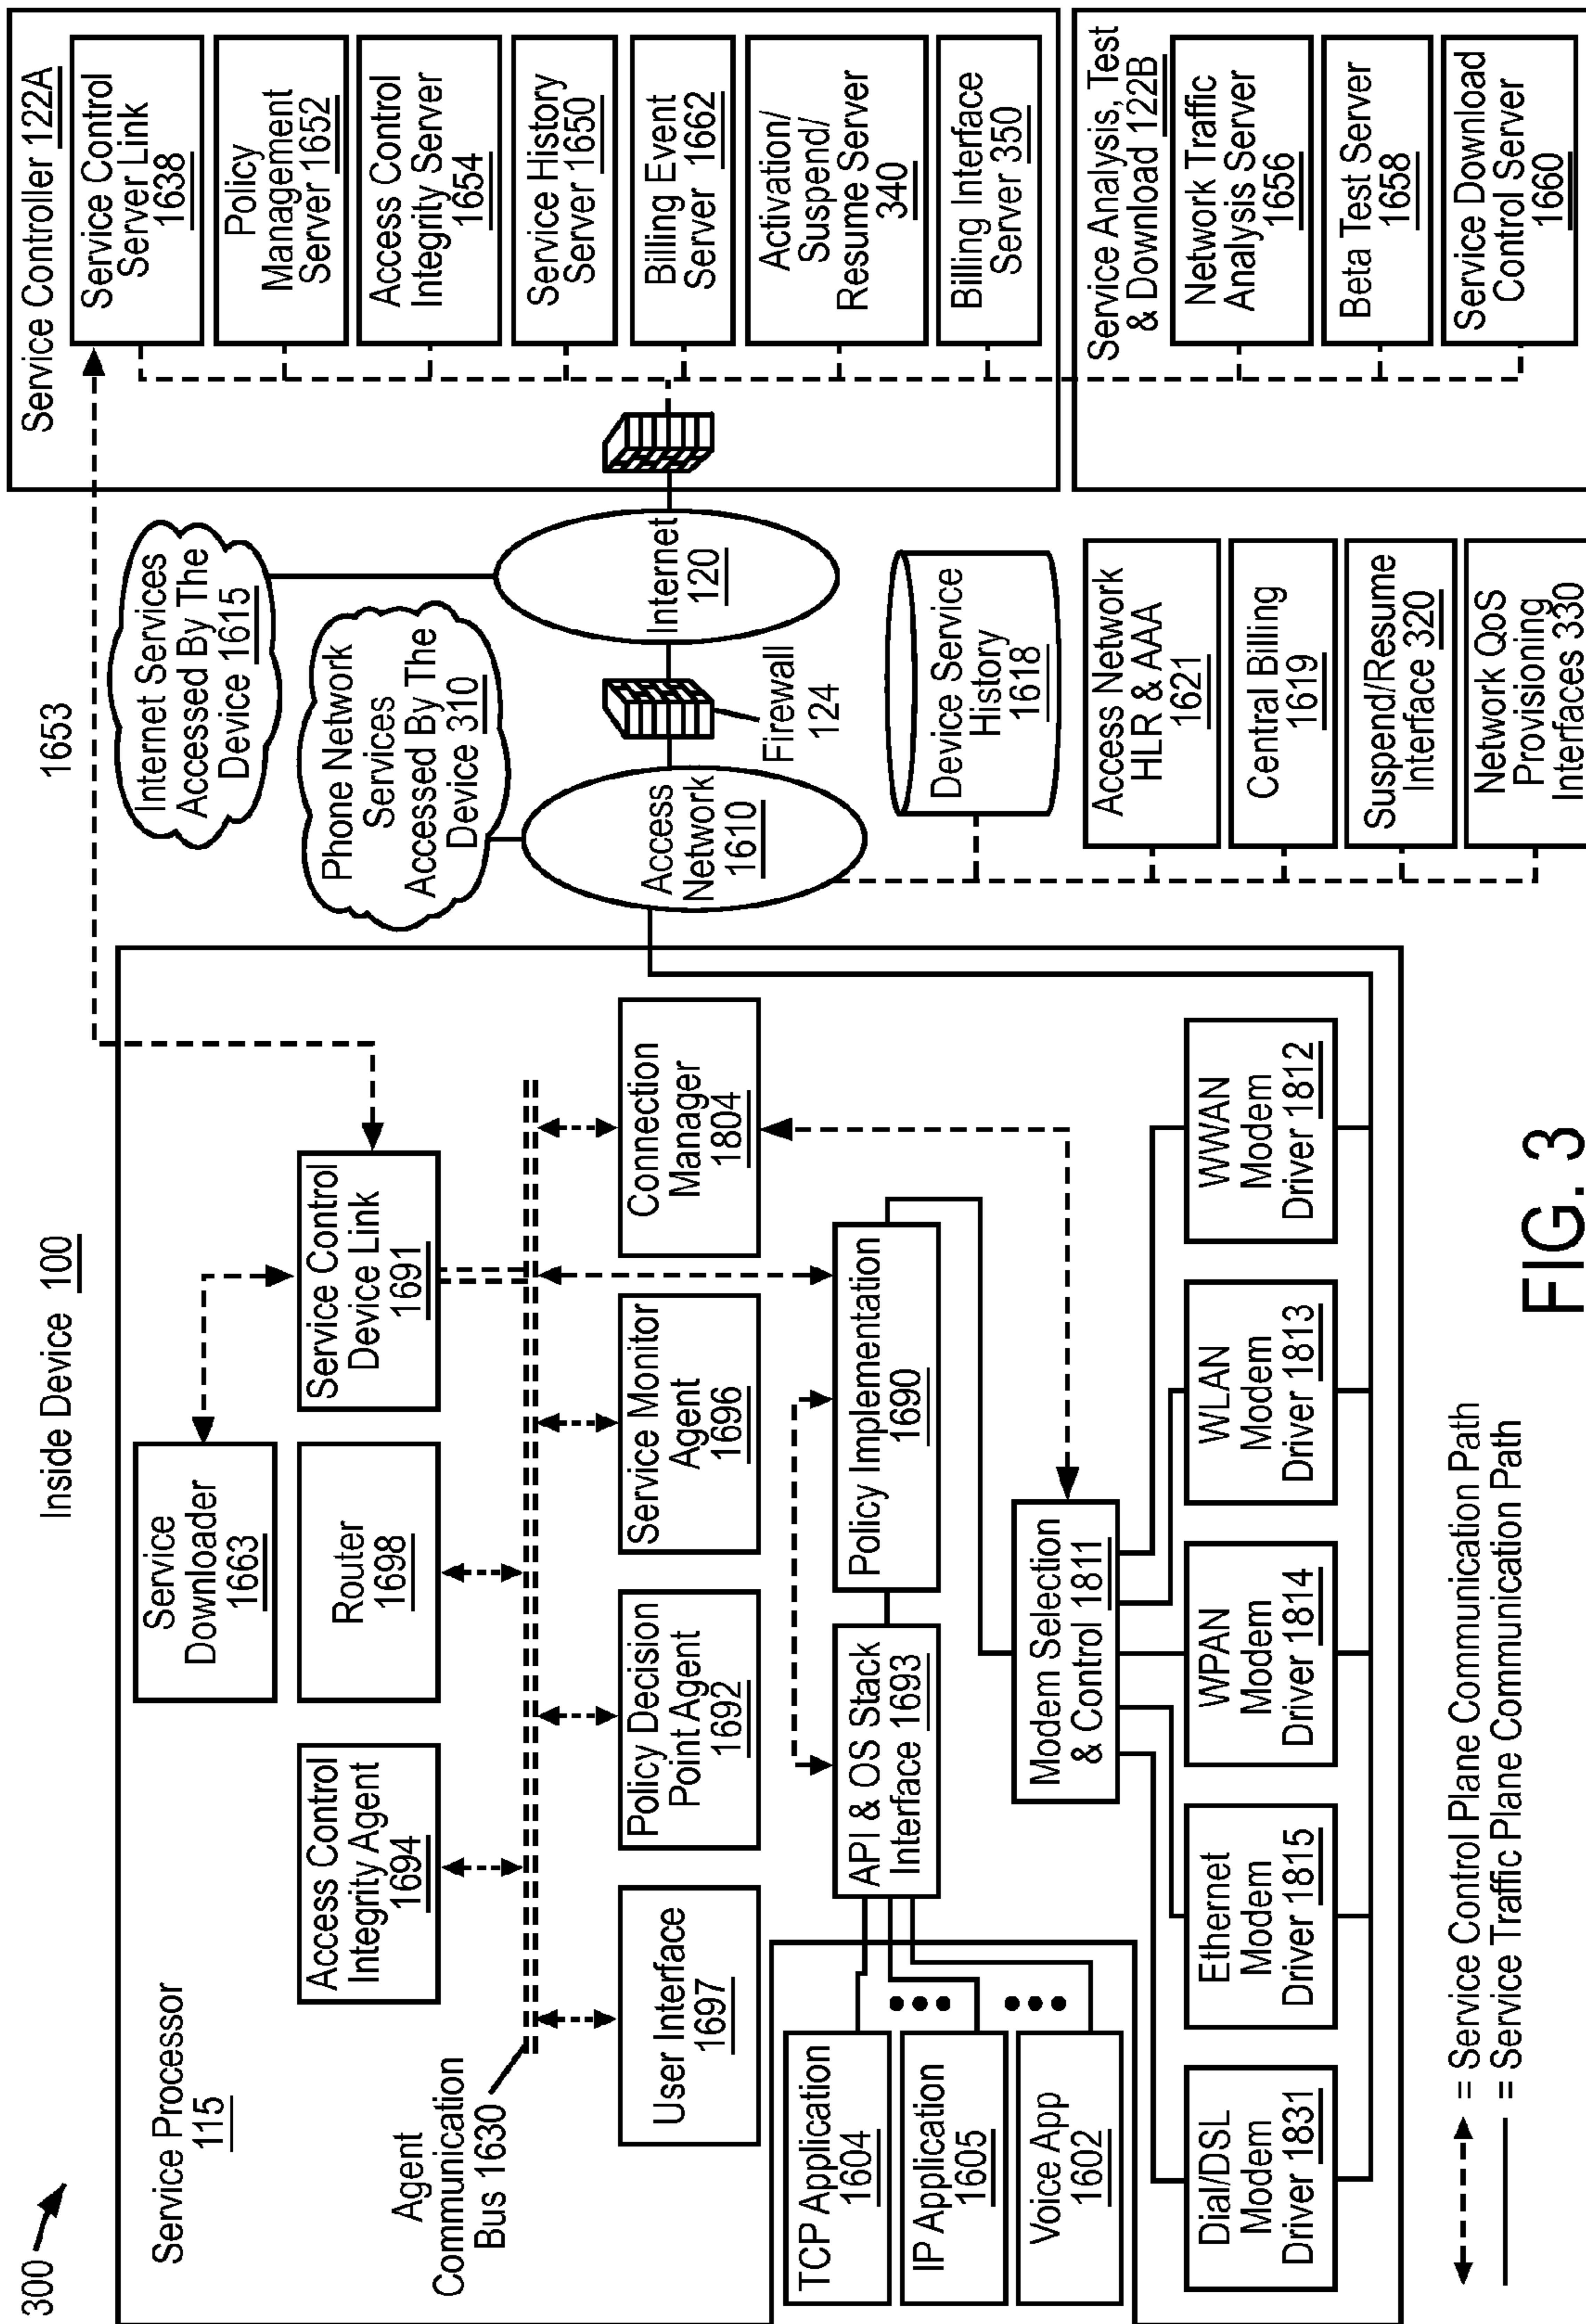 300
Inside Device 100
Service Processor
115
Agent
Communication
Bus 1630
Access Control
Integrity Agent
1694
Service
Downloader
1663
Router
1698
Service Control
Device Link
1691
User Interface
1697
Policy Decision
Point Agent
1692
Service Monitor
Agent
1696
Connection
Manager
1804
TCP Application
1604
IP Application
1605
Voice App
1602
API & OS Stack
Interface 1693
Policy Implementation
1690
Modem Selection
& Control 1811
Dial/DSL
Modem
Driver 1831
Ethernet
Modem
Driver 1815
WPAN
Modem
Driver 1814
WLAN
Modem
Driver 1813
WWAN
Modem
Driver 1812
1653
Internet Services
Accessed By The
Device 1615
Phone Network
Services
Accessed By The
Device 310
Access
Network
1610
Firewall
124
Internet
120
Device Service
History
1618
Access Network
HLR & AAA
1621
Central Billing
1619
Suspend/Resume
Interface 320
Network QoS
Provisioning
Interfaces 330
Service Controller 122A
Service Control
Server Link
1638
Policy
Management
Server 1652
Access Control
Integrity Server
1654
Service History
Server 1650
Billing Event
Server 1662
Activation/
Suspend/
Resume Server
340
Billing Interface
Server 350
Service Analysis, Test
& Download 122B
Network Traffic
Analysis Server
1656
Beta Test Server
1658
Service Download
Control Server
1660
= Service Control Plane Communication Path
= Service Traffic Plane Communication Path
FIG. 3